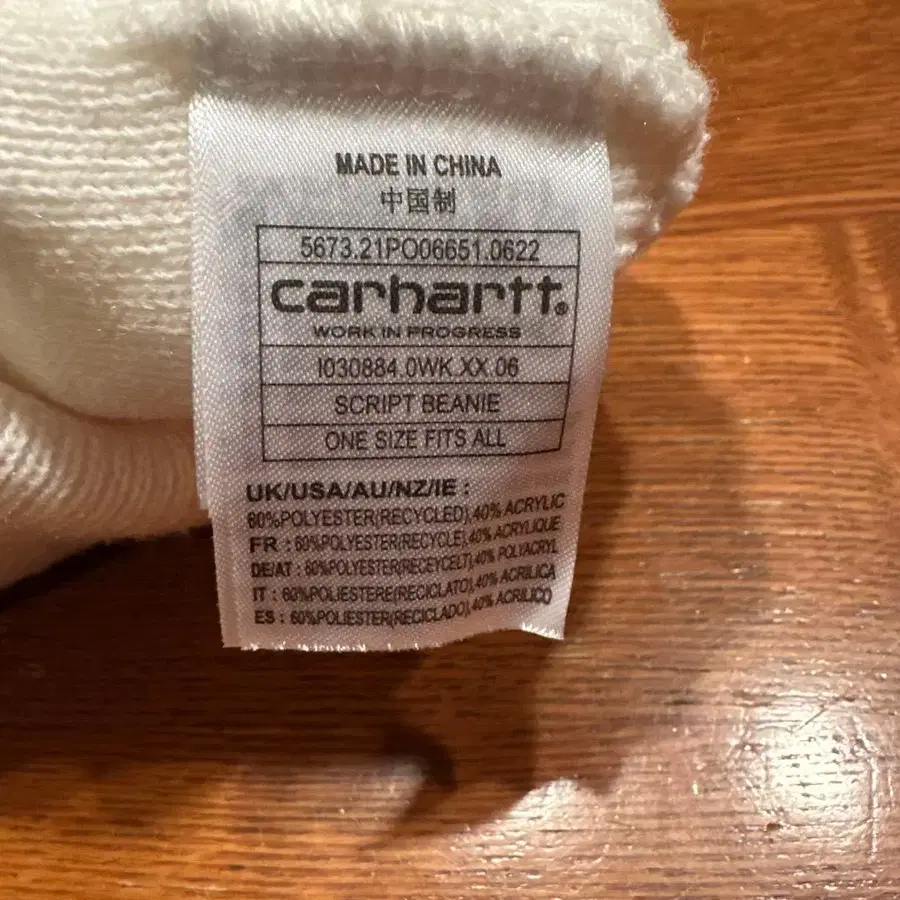 MADE IN CHINA
中国制
5673.21PO06651.0622
carhartt®
WORK IN PROGRESS
I030884.0WK.XX.06
SCRIPT BEANIE
ONE SIZE FITS ALL
UK/USA/AU/NZ/IE :
60%POLYESTER(RECYCLED),40% ACRYLIC
FR : 60%POLYESTER(RECYCLE),40% ACRYLIQUE
DE/AT : 60%POLYESTER(RECEYCELT),40% POLYACRYL
IT : 60%POLIESTERE(RICICLATO),40% ACRILICA
ES : 60%POLIESTER(RECICLADO),40% ACRÍLICO